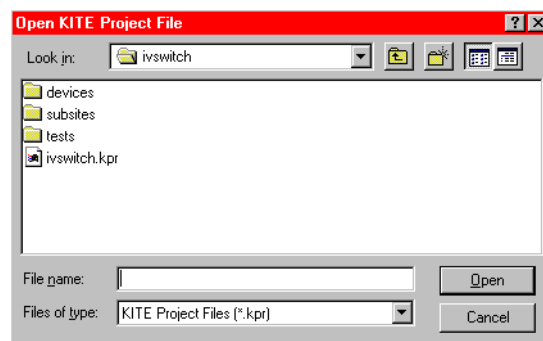 Open KITE Project File
Look in: ivswitch
devices
subsites
tests
ivswitch.kpr
File name: Open
Files of type: KITE Project Files (*.kpr) Cancel